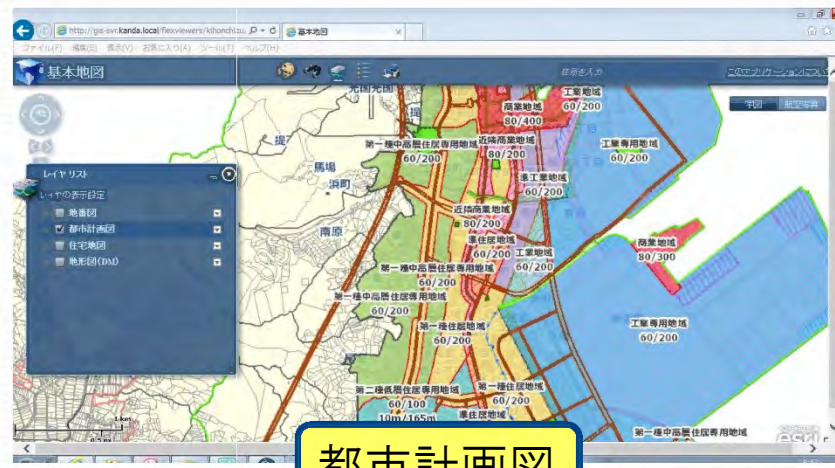 http://gis-svr.kanda.local/flexviewers/kihonchizu
基本地図
ファイル(F) 編集(E) 表示(V) お気に入り(A) ツール(T) ヘルプ(H)
基本地図
住所を入力
このアプリケーションについて
字図 航空写真
レイヤ リスト
レイヤの表示設定
地番図
都市計画図
住宅地図
地形図(DM)
馬場
浜町
南原
提
工業地域
60/200
商業地域
80/400
第一種中高層住居専用地域
60/200
近隣商業地域
80/200
工業専用地域
60/200
準工業地域
60/200
近隣商業地域
80/200
準住居地域
60/200
工業地域
60/200
商業地域
80/300
第一種中高層住居専用地域
60/200
第一種中高層住居専用地域
60/200
第一種住居地域
60/200
工業専用地域
60/200
第二種低層住居専用地域
60/100
10m/165m
第一種住居地域
60/200
準住居地域
第一種中高層住居専用地域
1 km
0.5 mi
esri
都市計画図